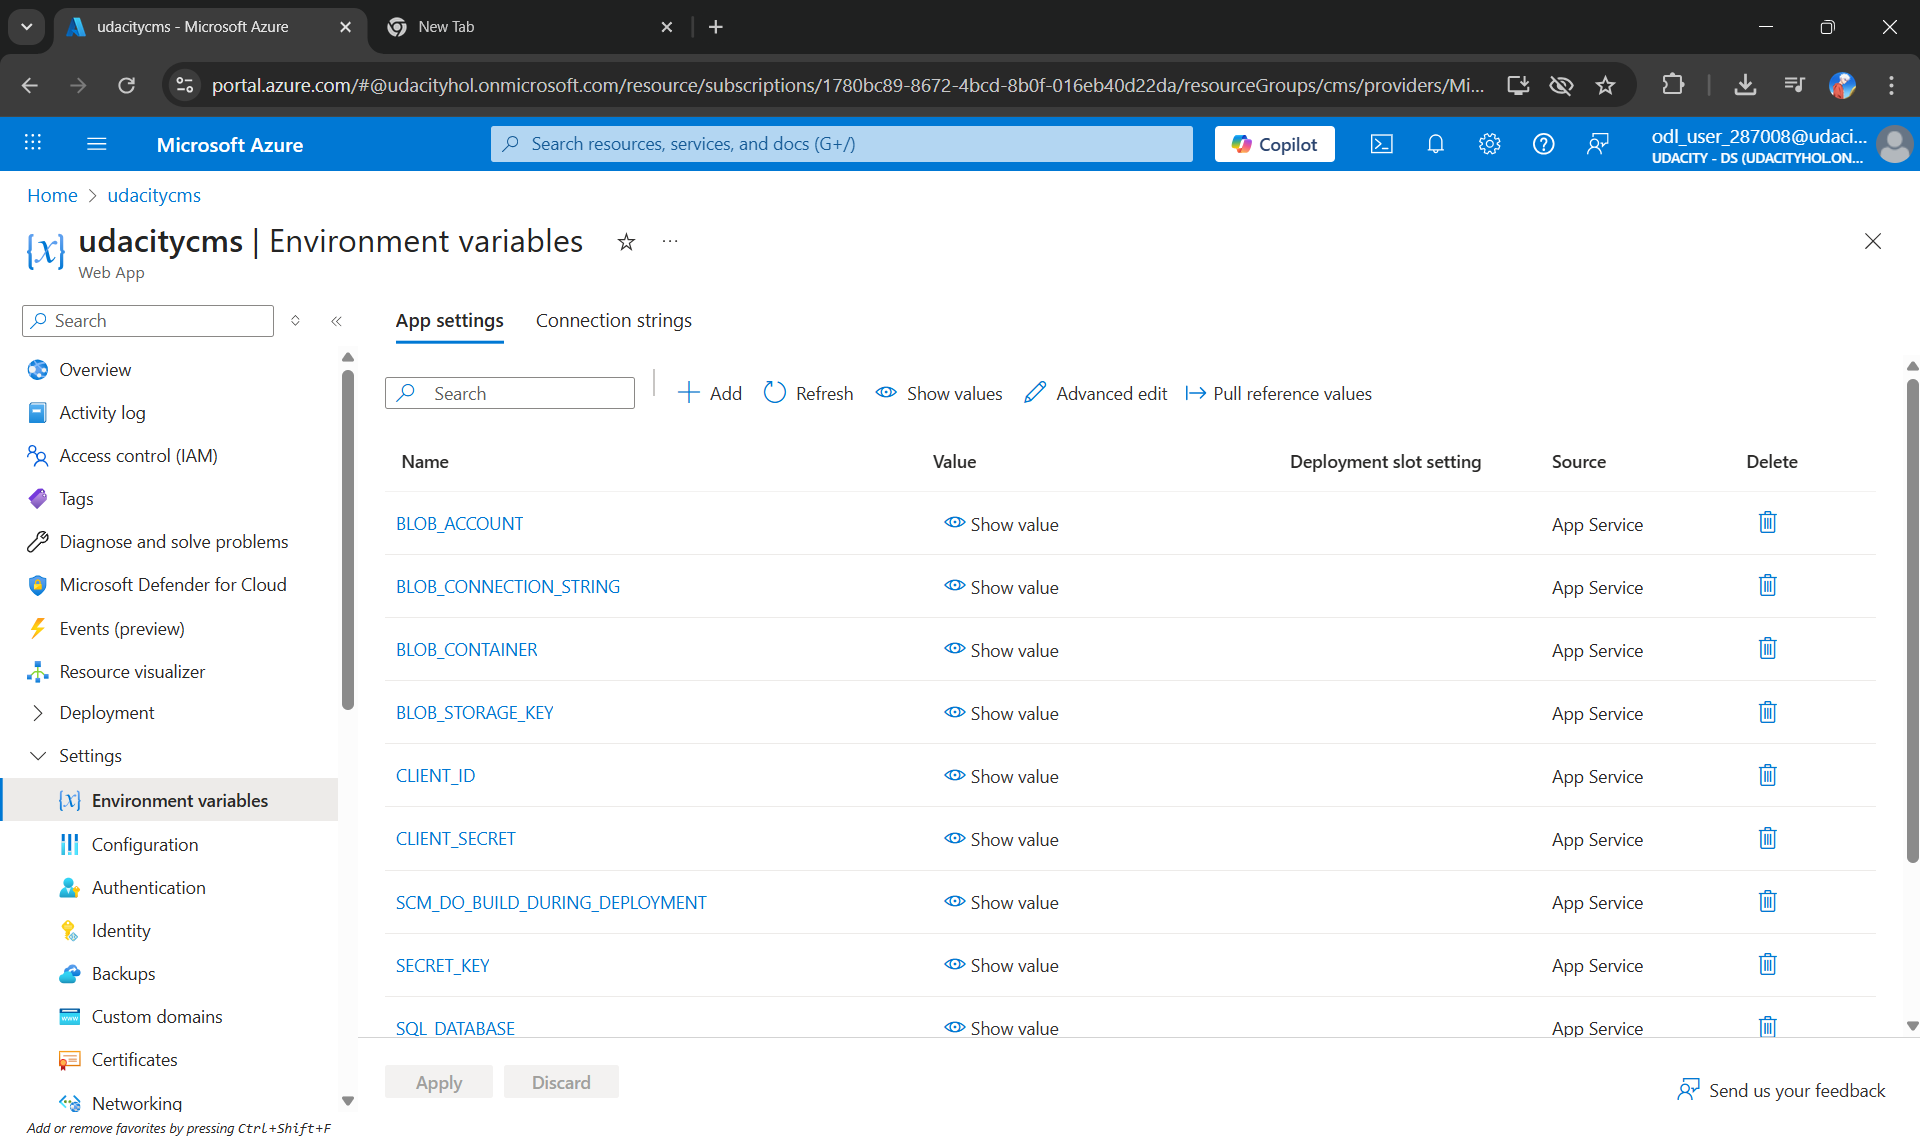 udacitycms - Microsoft Azure
New Tab
portal.azure.com/#@udacityhol.onmicrosoft.com/resource/subscriptions/1780bc89-8672-4bcd-8b0f-016eb40d22da/resourceGroups/cms/providers/Mi...
Microsoft Azure
Search resources, services, and docs (G+/)
Copilot
odl_user_287008@udaci...
UDACITY - DS (UDACITYHOL.ON...
Home > udacitycms
udacitycms | Environment variables
Web App
Search
App settings
Connection strings
Overview
Activity log
Access control (IAM)
Tags
Diagnose and solve problems
Microsoft Defender for Cloud
Events (preview)
Resource visualizer
Deployment
Settings
Environment variables
Configuration
Authentication
Identity
Backups
Custom domains
Certificates
Networking
Add or remove favorites by pressing Ctrl+Shift+F
Search
Add
Refresh
Show values
Advanced edit
Pull reference values
Name Value Deployment slot setting Source Delete
BLOB_ACCOUNT Show value App Service
BLOB_CONNECTION_STRING Show value App Service
BLOB_CONTAINER Show value App Service
BLOB_STORAGE_KEY Show value App Service
CLIENT_ID Show value App Service
CLIENT_SECRET Show value App Service
SCM_DO_BUILD_DURING_DEPLOYMENT Show value App Service
SECRET_KEY Show value App Service
SQL_DATABASE Show value App Service
Apply
Discard
Send us your feedback